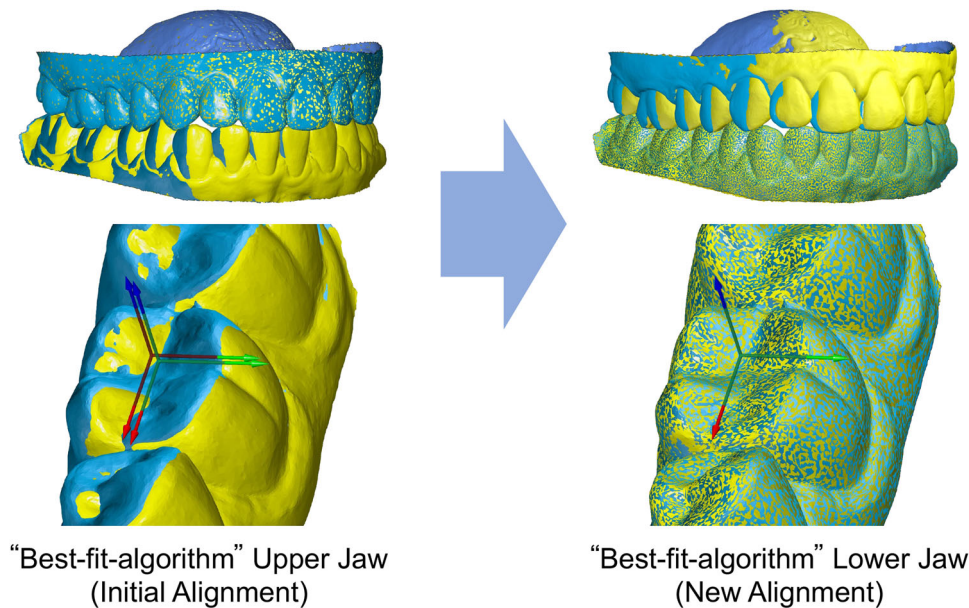 “Best-fit-algorithm” Upper Jaw
(Initial Alignment)
“Best-fit-algorithm” Lower Jaw
(New Alignment)